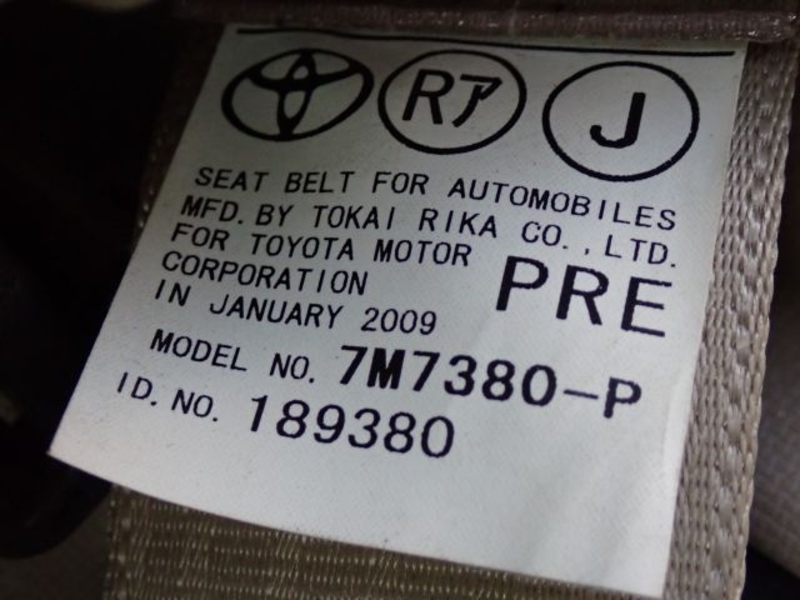 Rア J
SEAT BELT FOR AUTOMOBILES
MFD. BY TOKAI RIKA CO., LTD.
FOR TOYOTA MOTOR
CORPORATION
IN JANUARY 2009
PRE
MODEL NO. 7M7380-P
ID. NO. 189380